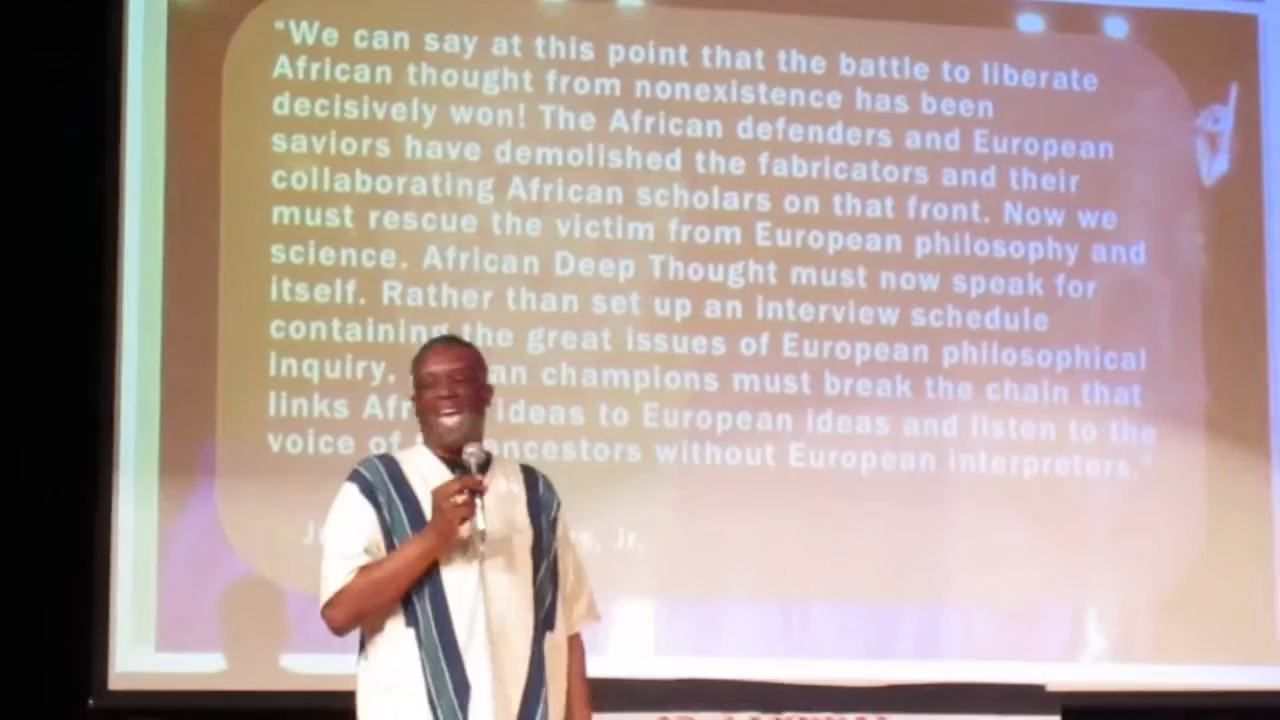 “We can say at this point that the battle to liberate
African thought from nonexistence has been
decisively won! The African defenders and European
saviors have demolished the fabricators and their
collaborating African scholars on that front. Now we
must rescue the victim from European philosophy and
science. African Deep Thought must now speak for
itself. Rather than set up an interview schedule
containing the great issues of European philosophical
Inquiry, champions must break the chain that
links ideas to European ideas and listen to the
voice of ancestors without European interpreters.”
Jr.